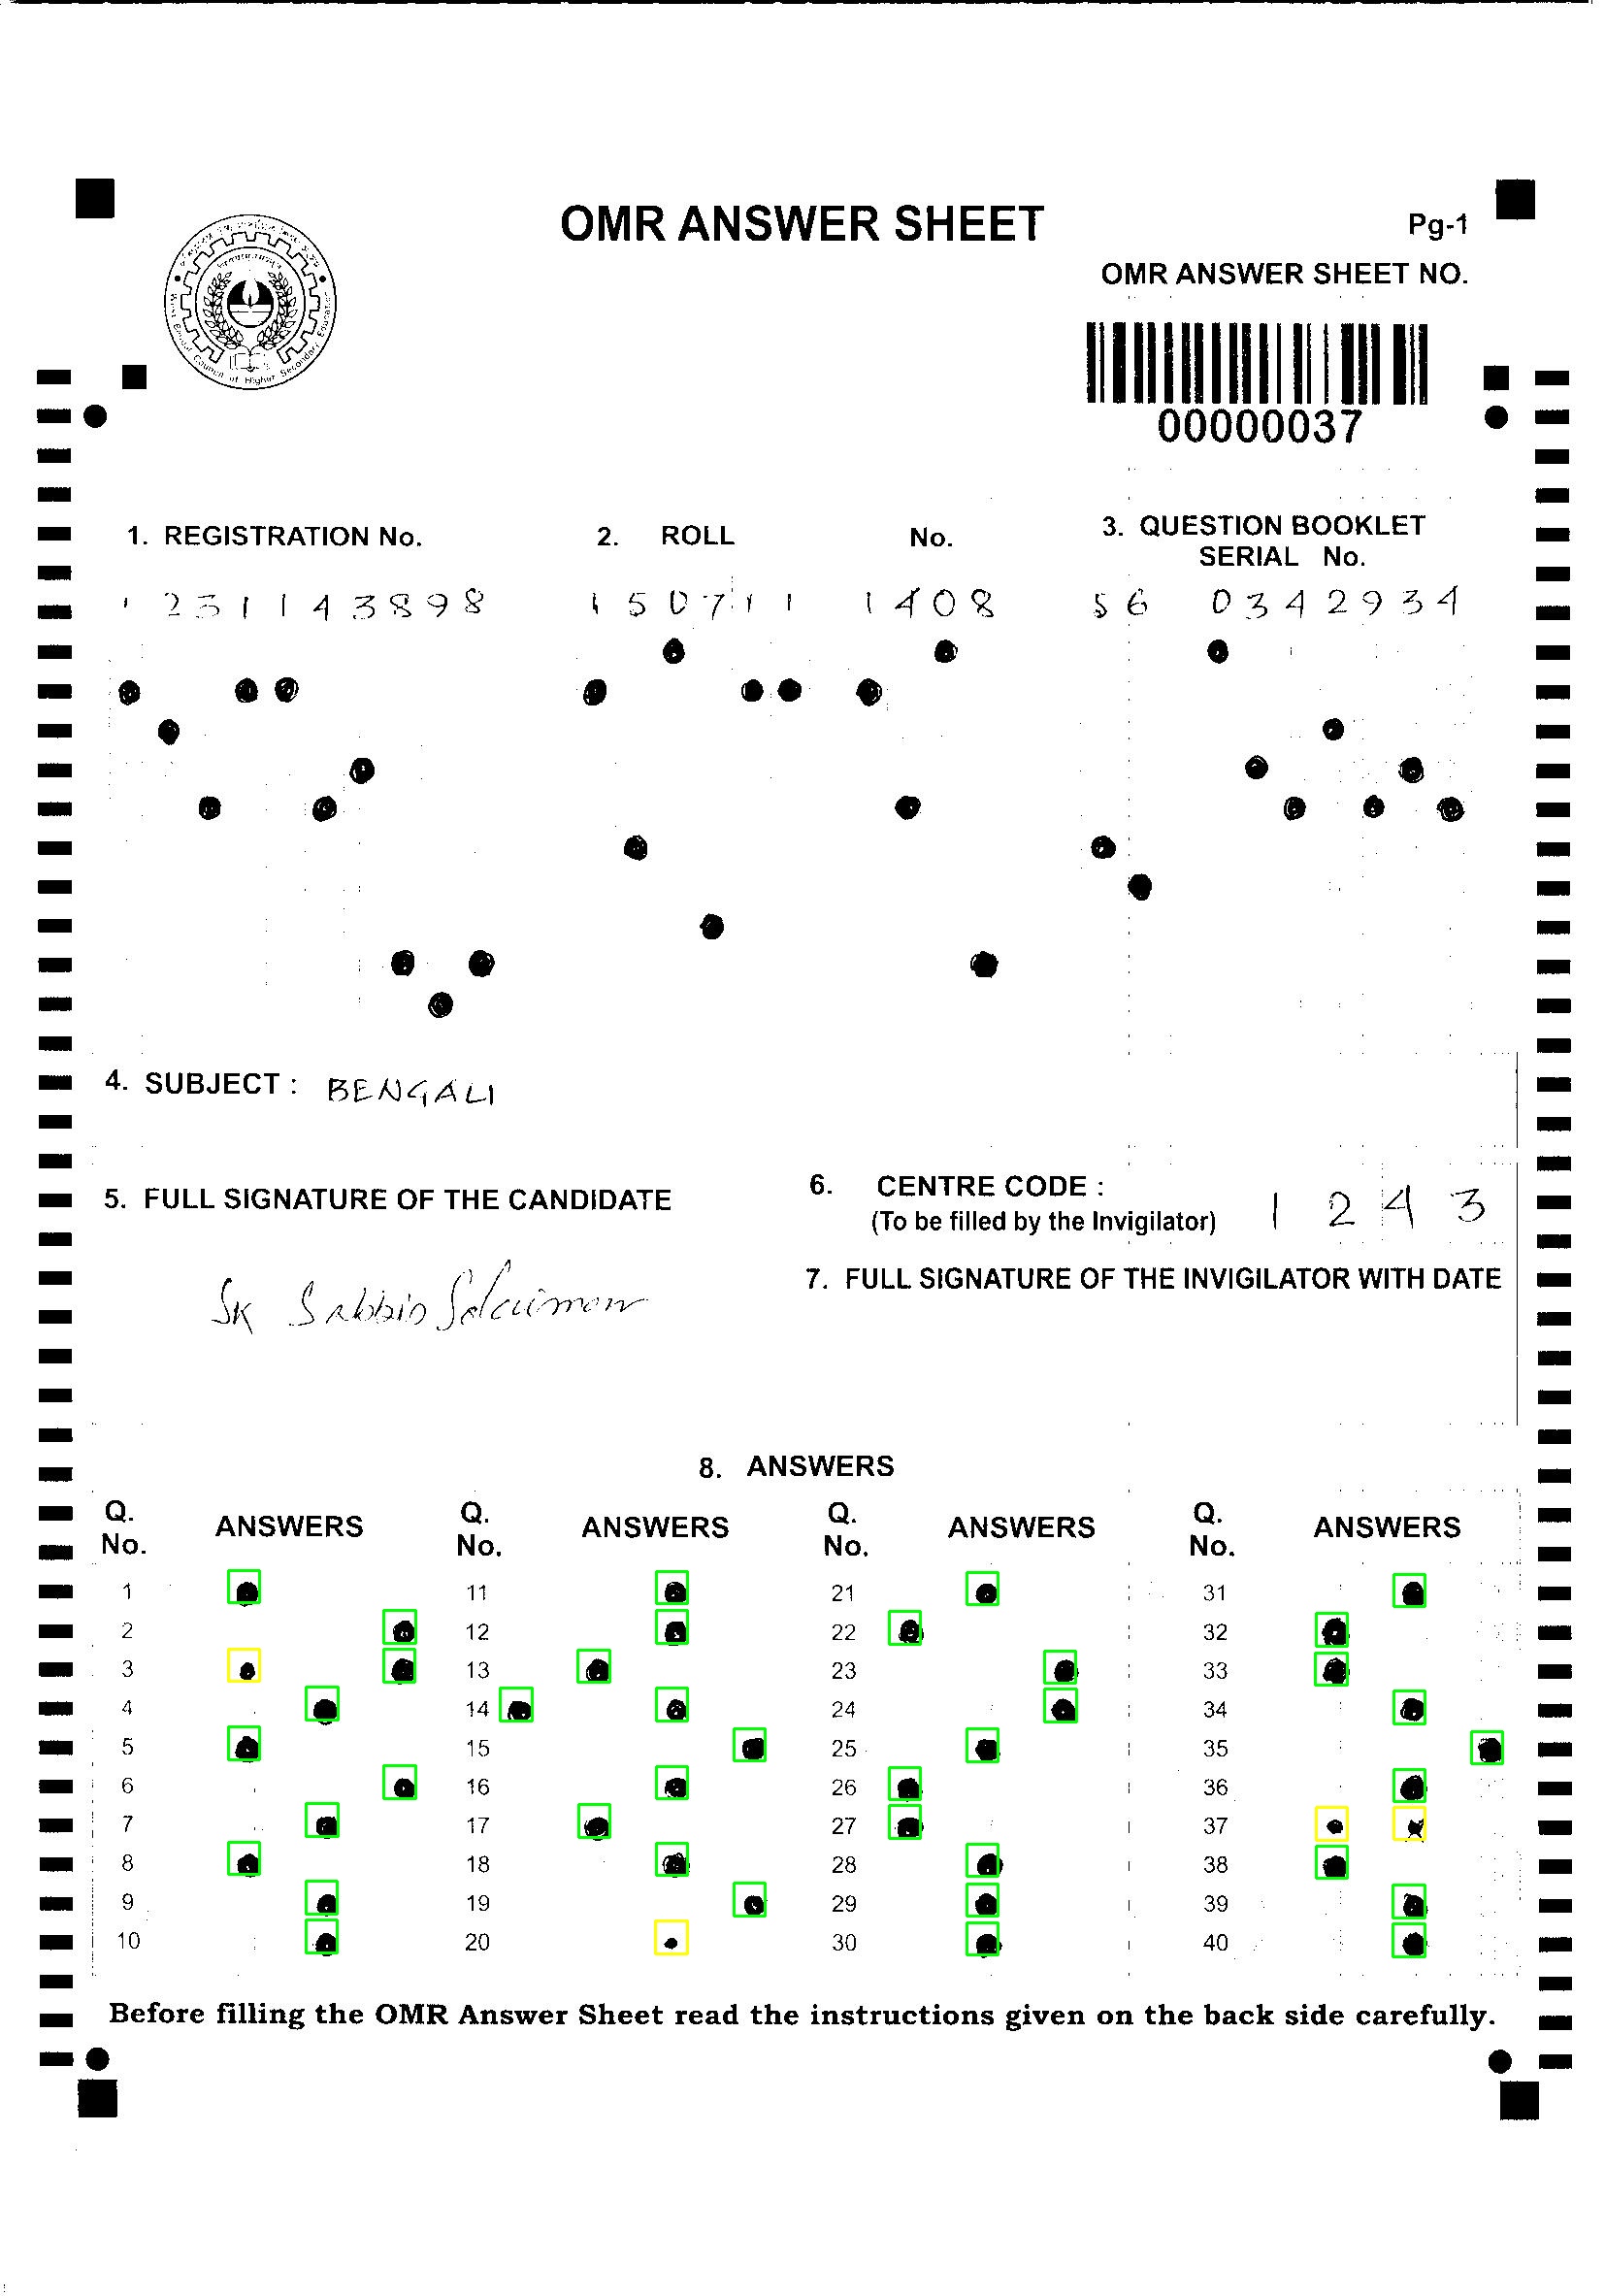 OMR ANSWER SHEET
Pg-1
OMR ANSWER SHEET NO.
00000037
West Bengal Council of Higher Secondary Education
1. REGISTRATION No.
2. ROLL No.
3. QUESTION BOOKLET
SERIAL No.
1 2 3 1 1 4 3 8 9 8
1 5 0 7 1 1 1 4 0 8
5 6 0 3 4 2 9 3 4
4. SUBJECT : BENGALI
5. FULL SIGNATURE OF THE CANDIDATE
6. CENTRE CODE : 1 2 4 3
(To be filled by the Invigilator)
7. FULL SIGNATURE OF THE INVIGILATOR WITH DATE
SK
8. ANSWERS
Q. No. ANSWERS Q. No. ANSWERS Q. No. ANSWERS Q. No. ANSWERS
1 11 21 31
2 12 22 32
3 13 23 33
4 14 24 34
5 15 25 35
6 16 26 36
7 17 27 37
8 18 28 38
9 19 29 39
10 20 30 40
Before filling the OMR Answer Sheet read the instructions given on the back side carefully.